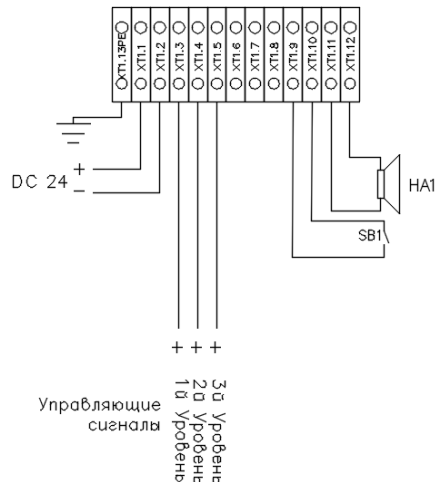 XT1.13PE
XT1.1
XT1.2
XT1.3
XT1.4
XT1.5
XT1.6
XT1.7
XT1.8
XT1.9
XT1.10
XT1.11
XT1.12
+
DC 24
−
HA1
SB1
+ + +
Управляющие
сигналы
1й Уровень
2й Уровень
3й Уровень